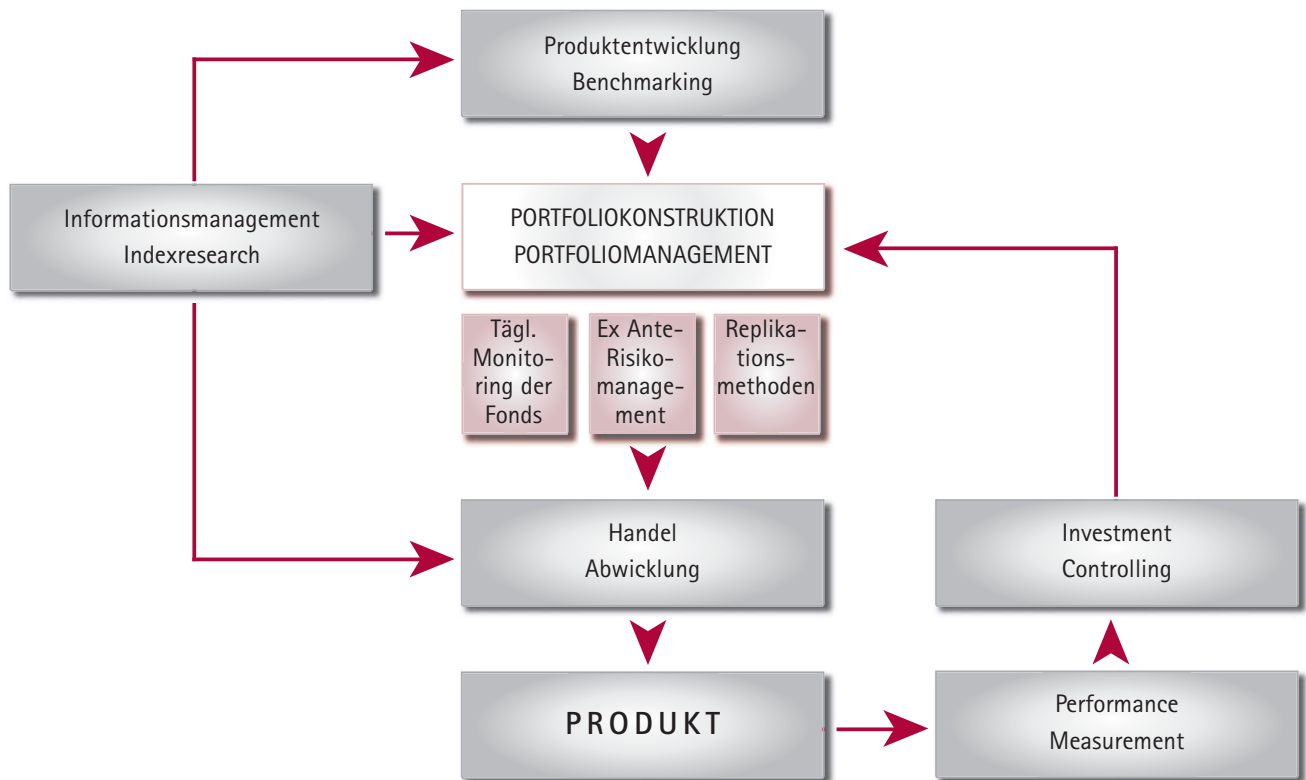 Produktentwicklung
Benchmarking
Informationsmanagement
Indexresearch
PORTFOLIOKONSTRUKTION
PORTFOLIOMANAGEMENT
Tägl.
Monito-
ring der
Fonds
Ex Ante-
Risiko-
manage-
ment
Replika-
tions-
methoden
Handel
Abwicklung
Investment
Controlling
PRODUKT
Performance
Measurement